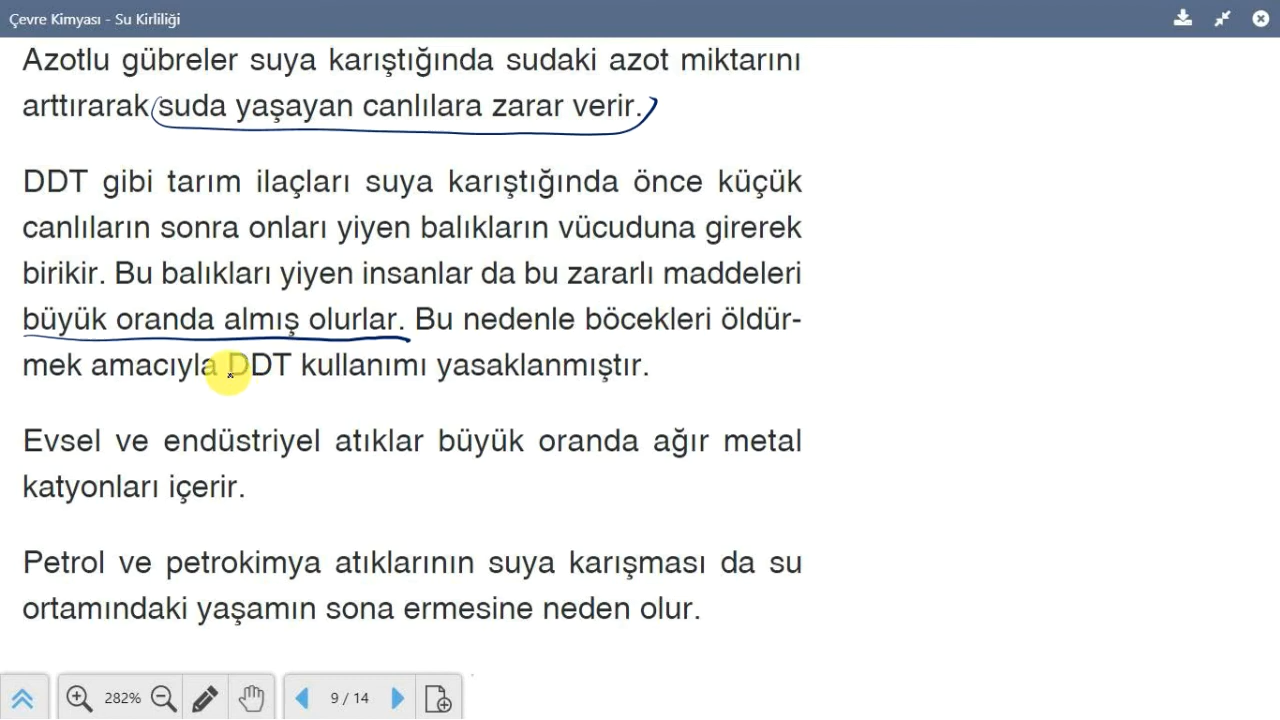 Çevre Kimyası - Su Kirliliği
Azotlu gübreler suya karıştığında sudaki azot miktarını
arttırarak suda yaşayan canlılara zarar verir.
DDT gibi tarım ilaçları suya karıştığında önce küçük
canlıların sonra onları yiyen balıkların vücuduna girerek
birikir. Bu balıkları yiyen insanlar da bu zararlı maddeleri
büyük oranda almış olurlar. Bu nedenle böcekleri öldür-
mek amacıyla DDT kullanımı yasaklanmıştır.
Evsel ve endüstriyel atıklar büyük oranda ağır metal
katyonları içerir.
Petrol ve petrokimya atıklarının suya karışması da su
ortamındaki yaşamın sona ermesine neden olur.
282% 9 / 14